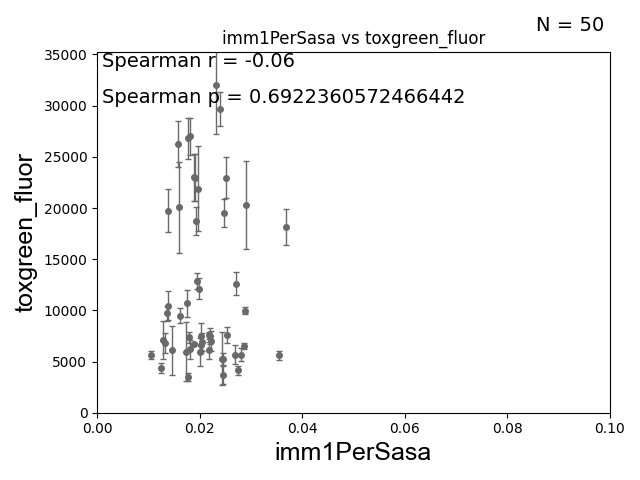 N = 50
imm1PerSasa vs toxgreen_fluor
Spearman r = -0.06
Spearman p = 0.6922360572466442
toxgreen_fluor
35000
30000
25000
20000
15000
10000
5000
0
0.00 0.02 0.04 0.06 0.08 0.10
imm1PerSasa